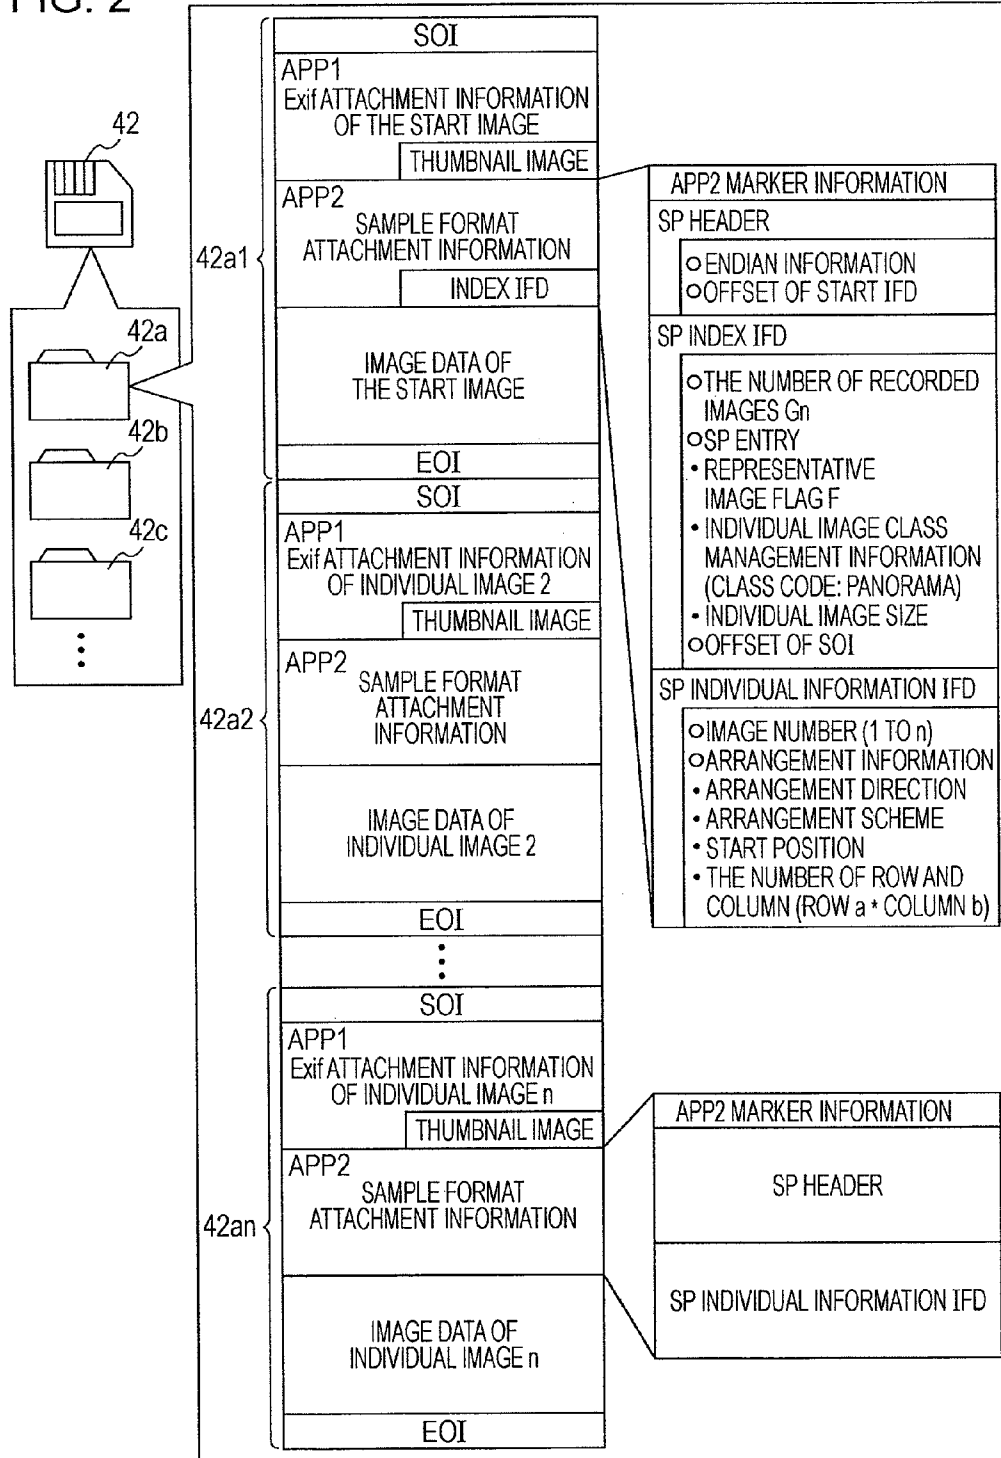 FIG. 2
42
42a
42b
42c
42a1
SOI
APP1
Exif ATTACHMENT INFORMATION
OF THE START IMAGE
THUMBNAIL IMAGE
APP2
SAMPLE FORMAT
ATTACHMENT INFORMATION
INDEX IFD
IMAGE DATA OF
THE START IMAGE
EOI
42a2
SOI
APP1
Exif ATTACHMENT INFORMATION
OF INDIVIDUAL IMAGE 2
THUMBNAIL IMAGE
APP2
SAMPLE FORMAT
ATTACHMENT
INFORMATION
IMAGE DATA OF
INDIVIDUAL IMAGE 2
EOI
42an
SOI
APP1
Exif ATTACHMENT INFORMATION
OF INDIVIDUAL IMAGE n
THUMBNAIL IMAGE
APP2
SAMPLE FORMAT
ATTACHMENT INFORMATION
IMAGE DATA OF
INDIVIDUAL IMAGE n
EOI
APP2 MARKER INFORMATION
SP HEADER
○ENDIAN INFORMATION
○OFFSET OF START IFD
SP INDEX IFD
○THE NUMBER OF RECORDED
IMAGES Gn
○SP ENTRY
• REPRESENTATIVE
IMAGE FLAG F
• INDIVIDUAL IMAGE CLASS
MANAGEMENT INFORMATION
(CLASS CODE: PANORAMA)
• INDIVIDUAL IMAGE SIZE
○OFFSET OF SOI
SP INDIVIDUAL INFORMATION IFD
○IMAGE NUMBER (1 TO n)
○ARRANGEMENT INFORMATION
• ARRANGEMENT DIRECTION
• ARRANGEMENT SCHEME
• START POSITION
• THE NUMBER OF ROW AND
COLUMN (ROW a * COLUMN b)
APP2 MARKER INFORMATION
SP HEADER
SP INDIVIDUAL INFORMATION IFD